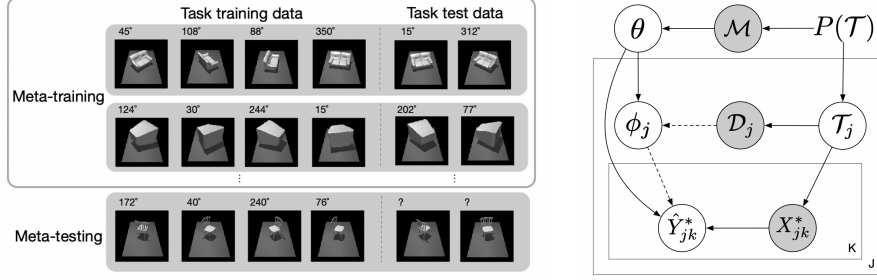 Task training data Task test data
Meta-training
45° 108° 88° 350° 15° 312°
124° 30° 244° 15° 202° 77°
⋮ ⋮
Meta-testing
172° 40° 240° 76° ? ?
θ ℳ P(𝒯)
ϕj 𝒟j 𝒯j
Ŷ*jk X*jk
K
J